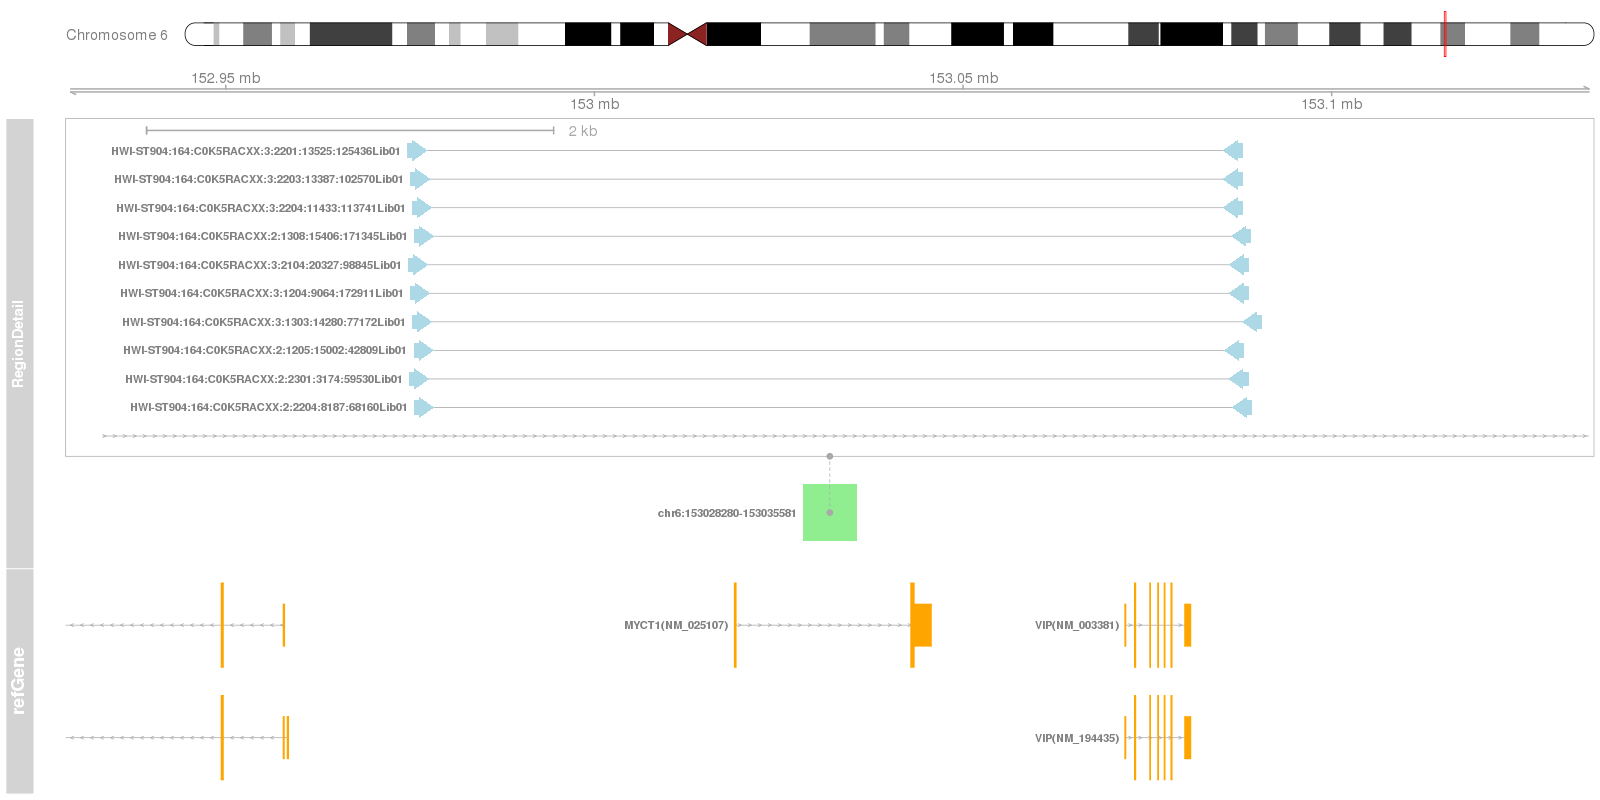 Chromosome 6
152.95 mb
153.05 mb
153 mb
153.1 mb
2 kb
HWI-ST904:164:C0K5RACXX:3:2201:13525:125436Lib01
HWI-ST904:164:C0K5RACXX:3:2203:13387:102570Lib01
HWI-ST904:164:C0K5RACXX:3:2204:11433:113741Lib01
HWI-ST904:164:C0K5RACXX:2:1308:15406:171345Lib01
HWI-ST904:164:C0K5RACXX:3:2104:20327:98845Lib01
HWI-ST904:164:C0K5RACXX:3:1204:9064:172911Lib01
HWI-ST904:164:C0K5RACXX:3:1303:14280:77172Lib01
HWI-ST904:164:C0K5RACXX:2:1205:15002:42809Lib01
HWI-ST904:164:C0K5RACXX:2:2301:3174:59530Lib01
HWI-ST904:164:C0K5RACXX:2:2204:8187:68160Lib01
RegionDetail
chr6:153028280-153035581
MYCT1(NM_025107)
VIP(NM_003381)
refGene
VIP(NM_194435)